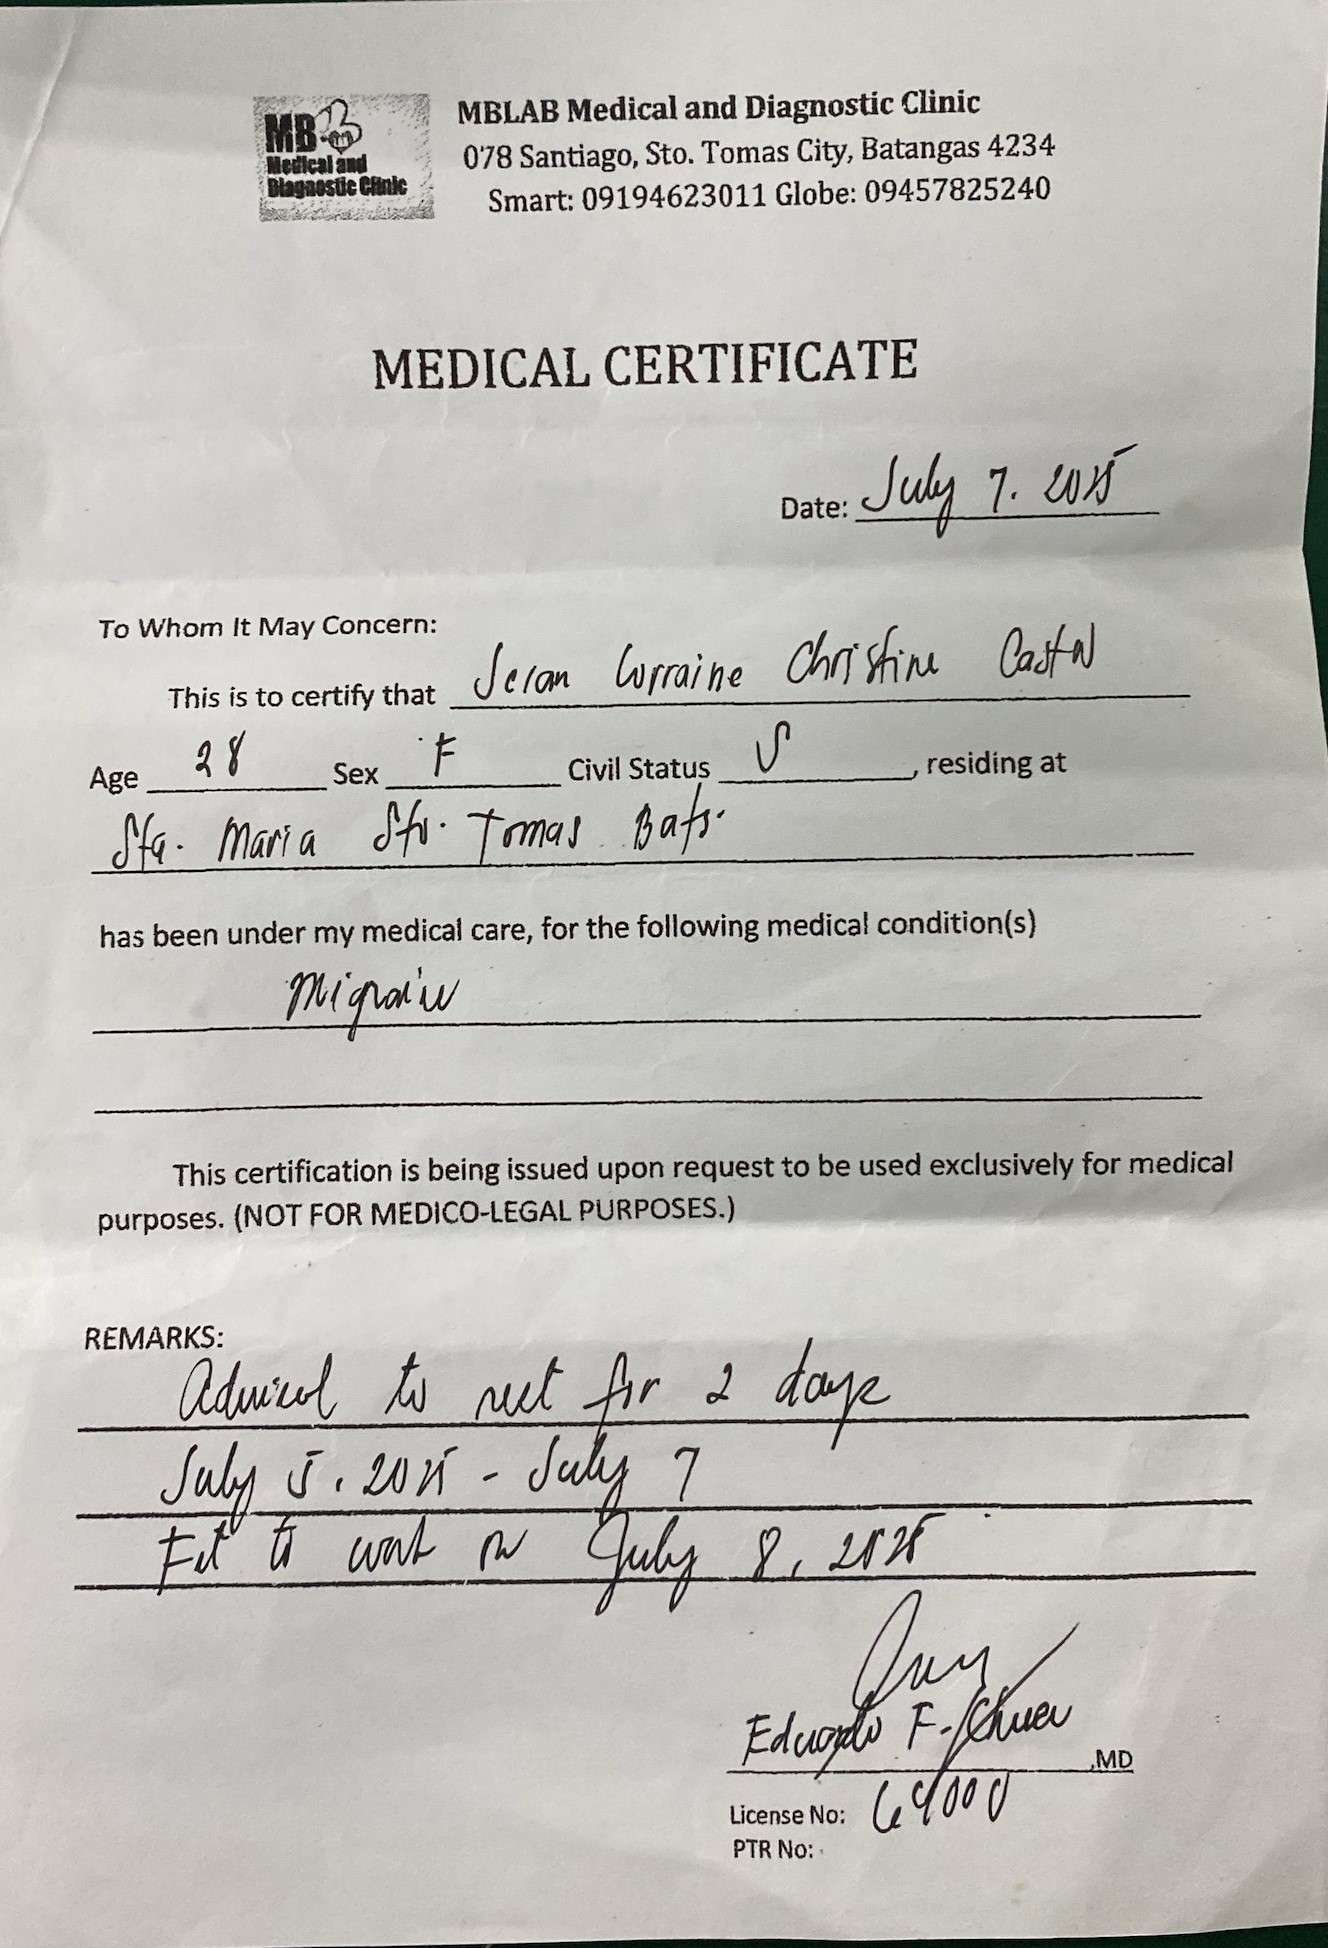 MB
Medical and
Diagnostic Clinic
MBLAB Medical and Diagnostic Clinic
078 Santiago, Sto. Tomas City, Batangas 4234
Smart: 09194623011 Globe: 09457825240
MEDICAL CERTIFICATE
Date: July 7, 2025
To Whom It May Concern:
This is to certify that Lorraine Christine
Age 28 Sex F Civil Status S, residing at
Sta. Maria Sto. Tomas Bats.
has been under my medical care, for the following medical condition(s)
Migraine
This certification is being issued upon request to be used exclusively for medical
purposes. (NOT FOR MEDICO-LEGAL PURPOSES.)
REMARKS:
Advised to rest for 2 days
July 5, 2025 - July 7
Fit to work on July 8, 2025
Eduardo F. ,MD
License No: 64000
PTR No: